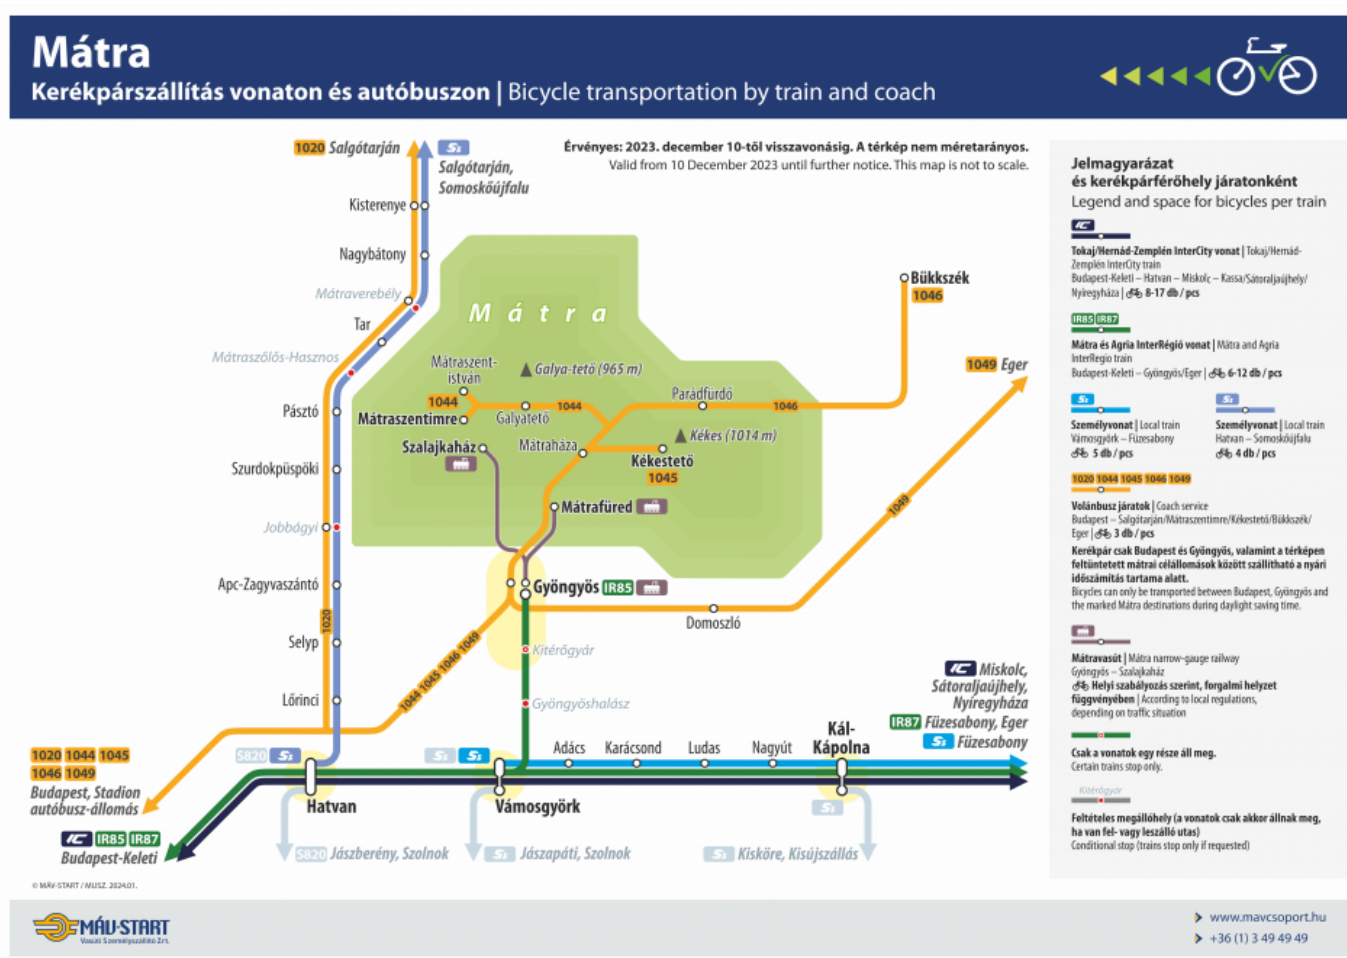 Mátra
Kerékpárszállítás vonaton és autóbuszon | Bicycle transportation by train and coach
Érvényes: 2023. december 10-től visszavonásig. A térkép nem méretarányos.
Valid from 10 December 2023 until further notice. This map is not to scale.
1020 Salgótarján
S
Salgótarján,
Somoskőújfalu
Kisterenye
Nagybátony
Mátraverebély
Tar
Mátraszőlős-Hasznos
Pásztó
Szurdokpüspöki
Jobbágyi
Apc-Zagyvaszántó
1020
Selyp
Lőrinci
Mátra
Mátraszent-
istván
1044
Mátraszentimre
Galya-tető (965 m)
Galyatető
1044
Szalajkaház
Mátraháza
Parádfürdő
1046
Kékes (1014 m)
Kékestető
1045
Mátrafüred
Bükkszék
1046
1049 Eger
1049
Gyöngyös IR85
Domoszló
Kitérőgyár
1044 1045 1046 1049
Gyöngyöshalász
1020 1044 1045
1046 1049
Budapest, Stadion
autóbusz-állomás
IC IR85 IR87
Budapest-Keleti
S820 S
Hatvan
S S
Vámosgyörk
Adács
Karácsond
Ludas
Nagyút
Kál-
Kápolna
S
IC Miskolc,
Sátoraljaújhely,
Nyíregyháza
IR87 Füzesabony, Eger
S Füzesabony
S820 Jászberény, Szolnok
S Jászapáti, Szolnok
S Kisköre, Kisújszállás
© MÁV-START / MUSZ. 2024.01.
Jelmagyarázat
és kerékpárférőhely járatonként
Legend and space for bicycles per train
IC
Tokaj/Hernád-Zemplén InterCity vonat | Tokaj/Hernád-
Zemplén InterCity train
Budapest-Keleti – Hatvan – Miskolc – Kassa/Sátoraljaújhely/
Nyíregyháza | 8-17 db / pcs
IR85 IR87
Mátra és Agria InterRégió vonat | Mátra and Agria
InterRegio train
Budapest-Keleti – Gyöngyös/Eger | 6-12 db / pcs
S
Személyvonat | Local train
Vámosgyörk – Füzesabony
5 db / pcs
S
Személyvonat | Local train
Hatvan – Somoskőújfalu
4 db / pcs
1020 1044 1045 1046 1049
Volánbusz járatok | Coach service
Budapest – Salgótarján/Mátraszentimre/Kékestető/Bükkszék/
Eger | 3 db / pcs
Kerékpár csak Budapest és Gyöngyös, valamint a térképen
feltüntetett mátrai célállomások között szállítható a nyári
időszámítás tartama alatt.
Bicycles can only be transported between Budapest, Gyöngyös and
the marked Mátra destinations during daylight saving time.
Mátravasút | Mátra narrow-gauge railway
Gyöngyös – Szalajkaház
Helyi szabályozás szerint, forgalmi helyzet
függvényében | According to local regulations,
depending on traffic situation
Csak a vonatok egy része áll meg.
Certain trains stop only.
Kitérőgyár
Feltételes megállóhely (a vonatok csak akkor állnak meg,
ha van fel- vagy leszálló utas)
Conditional stop (trains stop only if requested)
MÁV-START
Vasúti Személyszállító Zrt.
www.mavcsoport.hu
+36 (1) 3 49 49 49